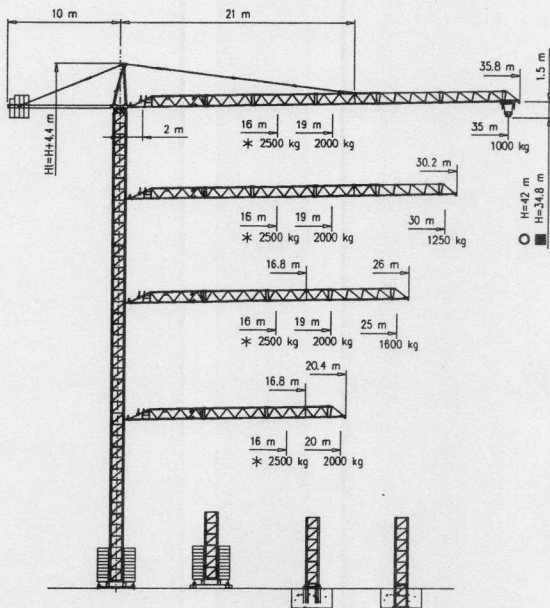 10 m
21 m
35.8 m
1.5 m
Ht=H+4.4 m
2 m
16 m
19 m
35 m
* 2500 kg
2000 kg
1000 kg
H=42 m
H=34.8 m
30.2 m
16 m
19 m
30 m
* 2500 kg
2000 kg
1250 kg
16.8 m
26 m
16 m
19 m
25 m
* 2500 kg
2000 kg
1600 kg
20.4 m
16.8 m
16 m
20 m
* 2500 kg
2000 kg